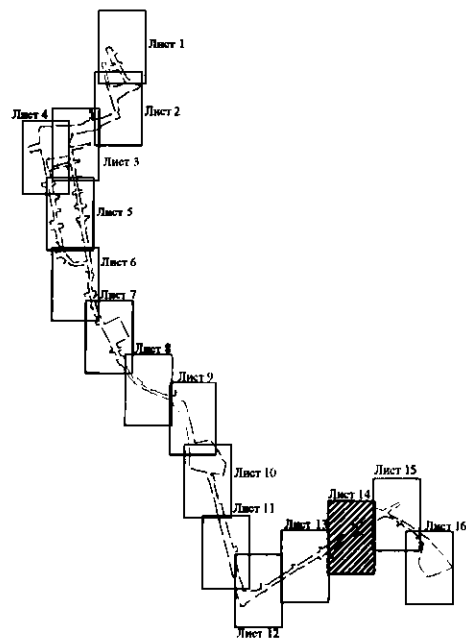 Лист 1
Лист 2
Лист 4
Лист 3
Лист 5
Лист 6
Лист 7
Лист 8
Лист 9
Лист 10
Лист 11
Лист 12
Лист 13
Лист 14
Лист 15
Лист 16